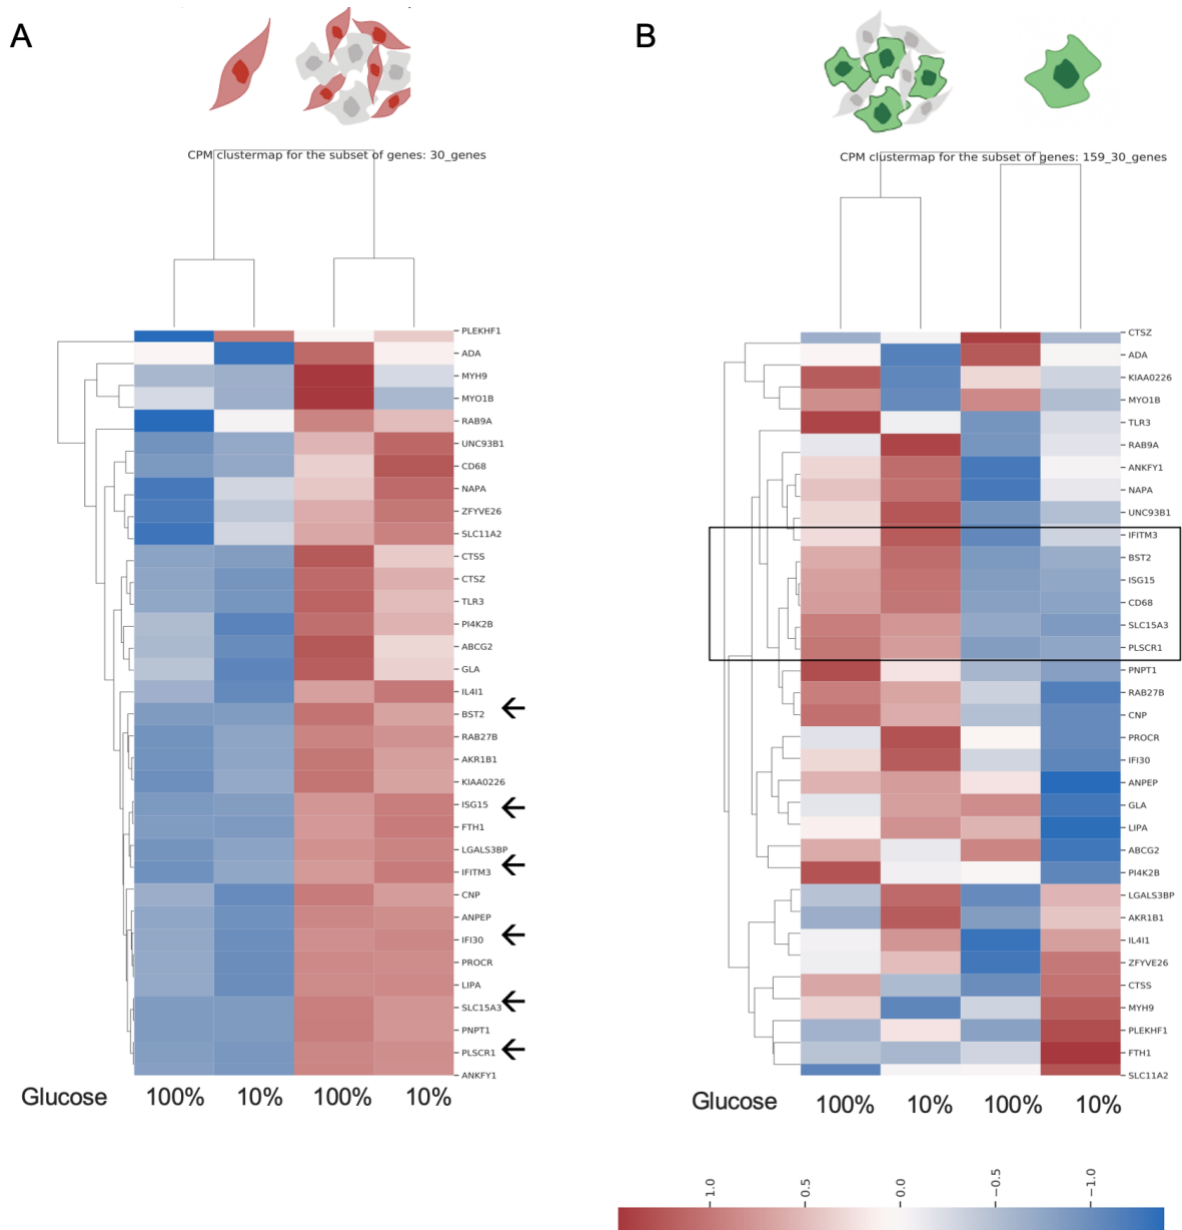 A
B
CPM clustermap for the subset of genes: 30_genes
CPM clustermap for the subset of genes: 159_30_genes
PLEKHF1
ADA
MYH9
MYO1B
RAB9A
UNC93B1
CD68
NAPA
ZFYVE26
SLC11A2
CTSS
CTSZ
TLR3
PI4K2B
ABCG2
GLA
IL4I1
BST2
RAB27B
AKR1B1
KIAA0226
ISG15
FTH1
LGALS3BP
IFITM3
CNP
ANPEP
IFI30
PROCR
LIPA
SLC15A3
PNPT1
PLSCR1
ANKFY1
Glucose 100% 10% 100% 10%
CTSZ
ADA
KIAA0226
MYO1B
TLR3
RAB9A
ANKFY1
NAPA
UNC93B1
IFITM3
BST2
ISG15
CD68
SLC15A3
PLSCR1
PNPT1
RAB27B
CNP
PROCR
IFI30
ANPEP
GLA
LIPA
ABCG2
PI4K2B
LGALS3BP
AKR1B1
IL4I1
ZFYVE26
CTSS
MYH9
PLEKHF1
FTH1
SLC11A2
Glucose 100% 10% 100% 10%
1.0 0.5 0.0 −0.5 −1.0